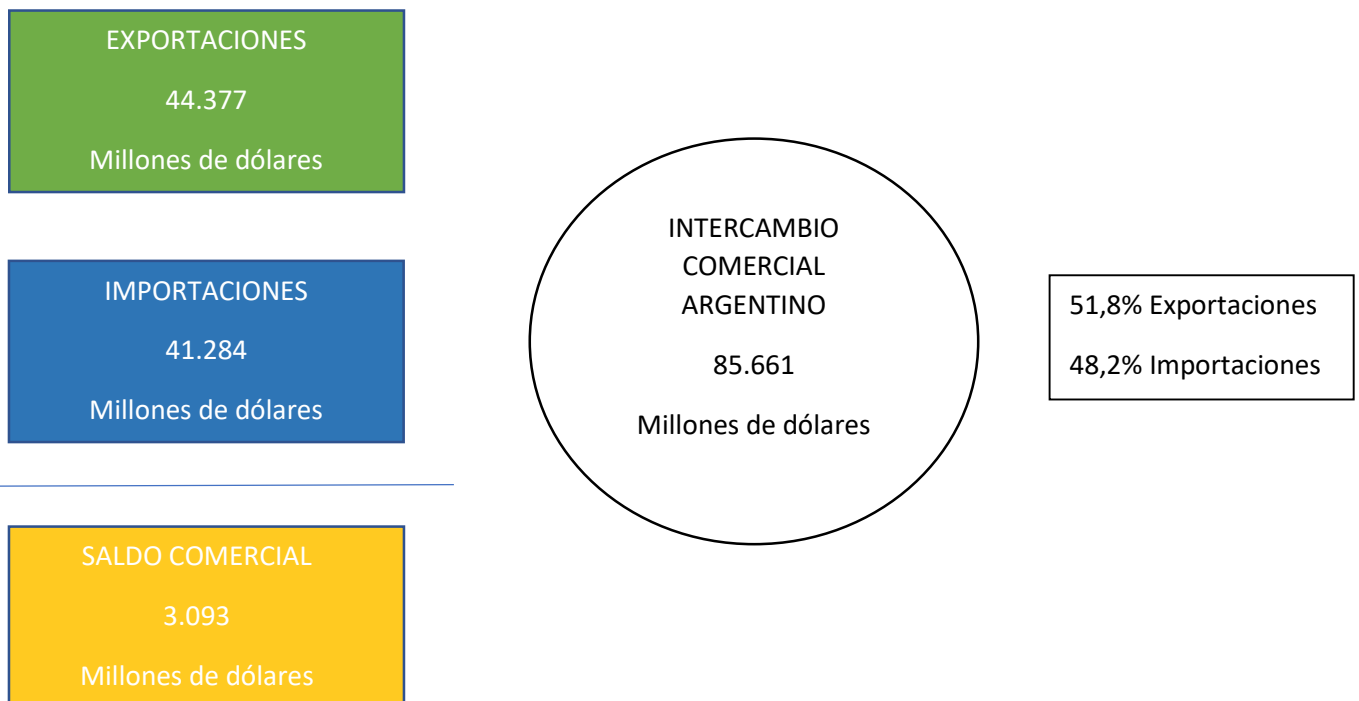 EXPORTACIONES
44.377
Millones de dólares
IMPORTACIONES
41.284
Millones de dólares
SALDO COMERCIAL
3.093
Millones de dólares
INTERCAMBIO
COMERCIAL
ARGENTINO
85.661
Millones de dólares
51,8% Exportaciones
48,2% Importaciones